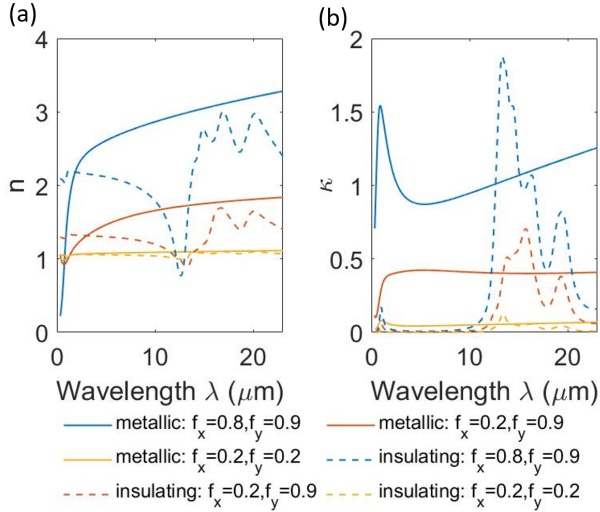 (a)
(b)
4
3
2
1
0
n
0
10
20
Wavelength λ (μm)
2
1.5
1
0.5
0
κ
0
10
20
Wavelength λ (μm)
metallic: fx=0.8,fy=0.9
metallic: fx=0.2,fy=0.9
metallic: fx=0.2,fy=0.2
insulating: fx=0.8,fy=0.9
insulating: fx=0.2,fy=0.9
insulating: fx=0.2,fy=0.2